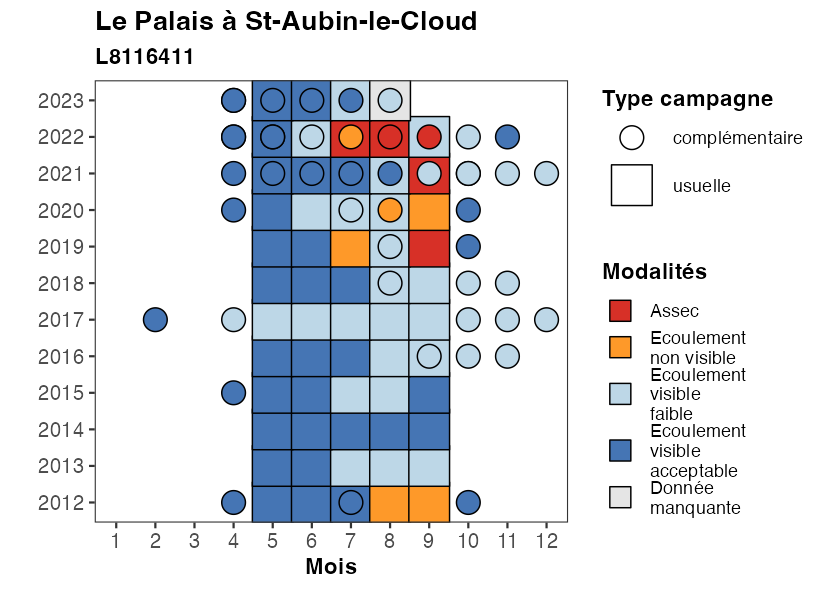 Le Palais à St-Aubin-le-Cloud
L8116411
2023
2022
2021
2020
2019
2018
2017
2016
2015
2014
2013
2012
1 2 3 4 5 6 7 8 9 10 11 12
Mois
Type campagne
complémentaire
usuelle
Modalités
Assec
Ecoulement
non visible
Ecoulement
visible
faible
Ecoulement
visible
acceptable
Donnée
manquante